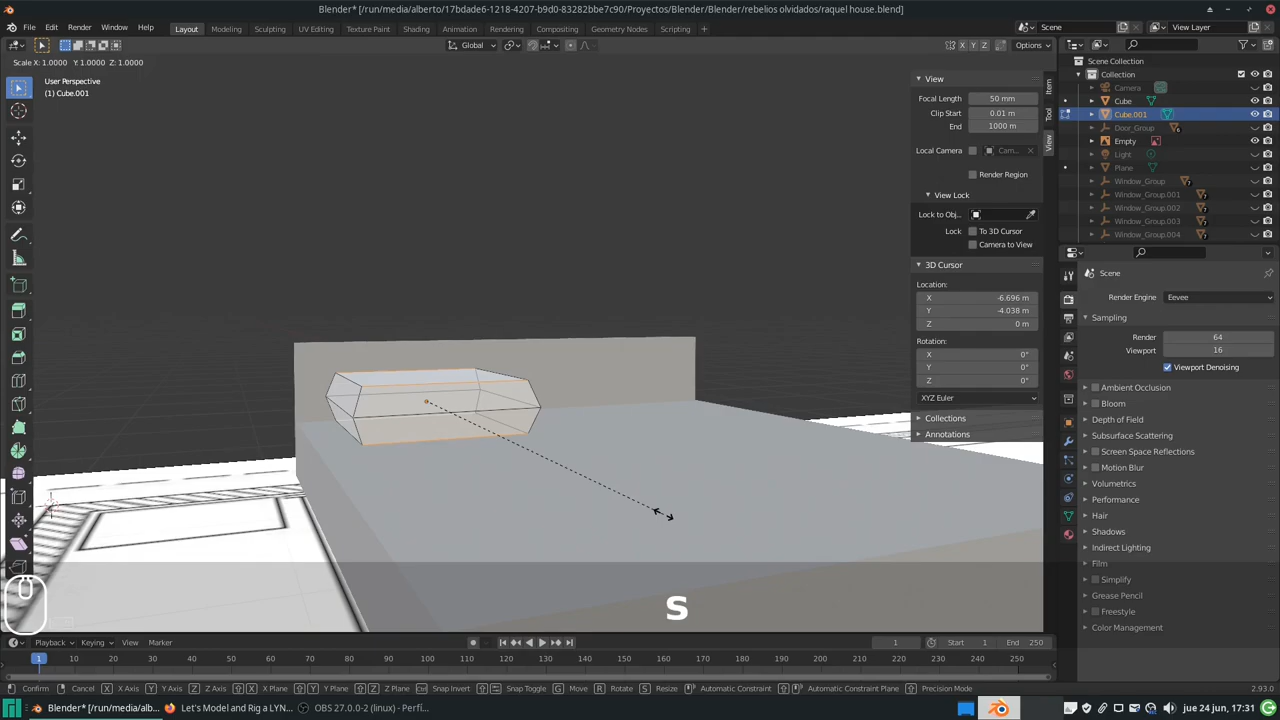 Blender* [/run/media/alberto/17bdade6-1218-4207-b9d0-83282bbe7c90/Proyectos/Blender/Blender/rebelios olvidados/raquel house.blend]
File Edit Render Window Help Layout Modeling Sculpting UV Editing Texture Paint Shading Animation Rendering Compositing Geometry Nodes Scripting + Scene View Layer
Global X Y Z Options
Scale X: 1.0000 Y: 1.0000 Z: 1.0000
User Perspective
(1) Cube.001
View
Focal Length 50 mm
Clip Start 0.01 m
End 1000 m
Local Camera Cam...
Render Region
View Lock
Lock to Obj...
Lock: To 3D Cursor
Camera to View
3D Cursor
Location:
X -6.696 m
Y -4.038 m
Z 0 m
Rotation:
X 0°
Y 0°
Z 0°
XYZ Euler
Collections
Annotations
Item
Tool
View
Scene Collection
Collection
Camera
Cube
Cube.001
Door_Group
Empty
Light
Plane
Window_Group
Window_Group.001
Window_Group.002
Window_Group.003
Window_Group.004
Scene
Render Engine Eevee
Sampling
Render 64
Viewport 16
Viewport Denoising
Ambient Occlusion
Bloom
Depth of Field
Subsurface Scattering
Screen Space Reflections
Motion Blur
Volumetrics
Performance
Hair
Shadows
Indirect Lighting
Film
Simplify
Grease Pencil
Freestyle
Color Management
s
Playback Keying View Marker 1 Start 1 End 250
1 10 20 30 40 50 60 70 80 90 100 110 120 130 140 150 160 170 180 190 200 210 220 230 240 250
Confirm Cancel X X Axis Y Y Axis Z Z Axis X X Plane Y Y Plane Z Z Plane Snap Invert Snap Toggle G Move R Rotate S Resize Automatic Constraint Automatic Constraint Plane Precision Mode 2.93.0
Blender* [/run/media/alb... Let's Model and Rig a LYN... OBS 27.0.0-2 (linux) - Perfí... jue 24 jun, 17:31